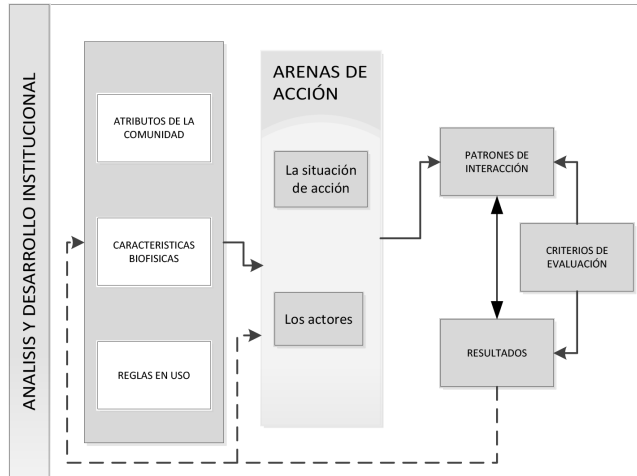 ANALISIS Y DESARROLLO INSTITUCIONAL
ATRIBUTOS DE LA
COMUNIDAD
CARACTERISTICAS
BIOFISICAS
REGLAS EN USO
ARENAS DE
ACCIÓN
La situación
de acción
Los actores
PATRONES DE
INTERACCIÓN
CRITERIOS DE
EVALUACIÓN
RESULTADOS